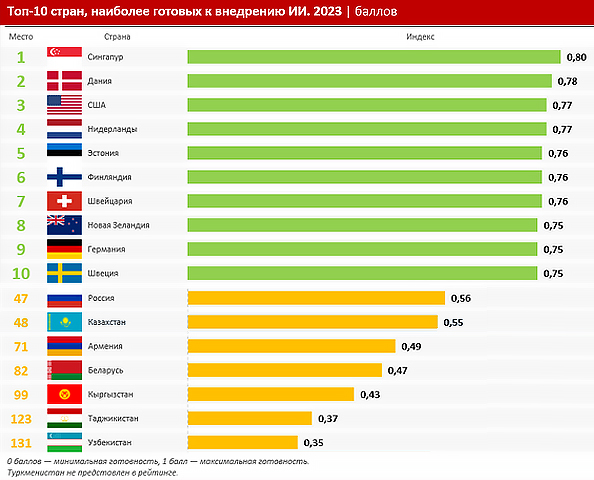 Топ-10 стран, наиболее готовых к внедрению ИИ. 2023 | баллов
Место Страна Индекс
1 Сингапур 0,80
2 Дания 0,78
3 США 0,77
4 Нидерланды 0,77
5 Эстония 0,76
6 Финляндия 0,76
7 Швейцария 0,76
8 Новая Зеландия 0,75
9 Германия 0,75
10 Швеция 0,75
47 Россия 0,56
48 Казахстан 0,55
71 Армения 0,49
82 Беларусь 0,47
99 Кыргызстан 0,43
123 Таджикистан 0,37
131 Узбекистан 0,35
0 баллов — минимальная готовность, 1 балл — максимальная готовность.
Туркменистан не представлен в рейтинге.